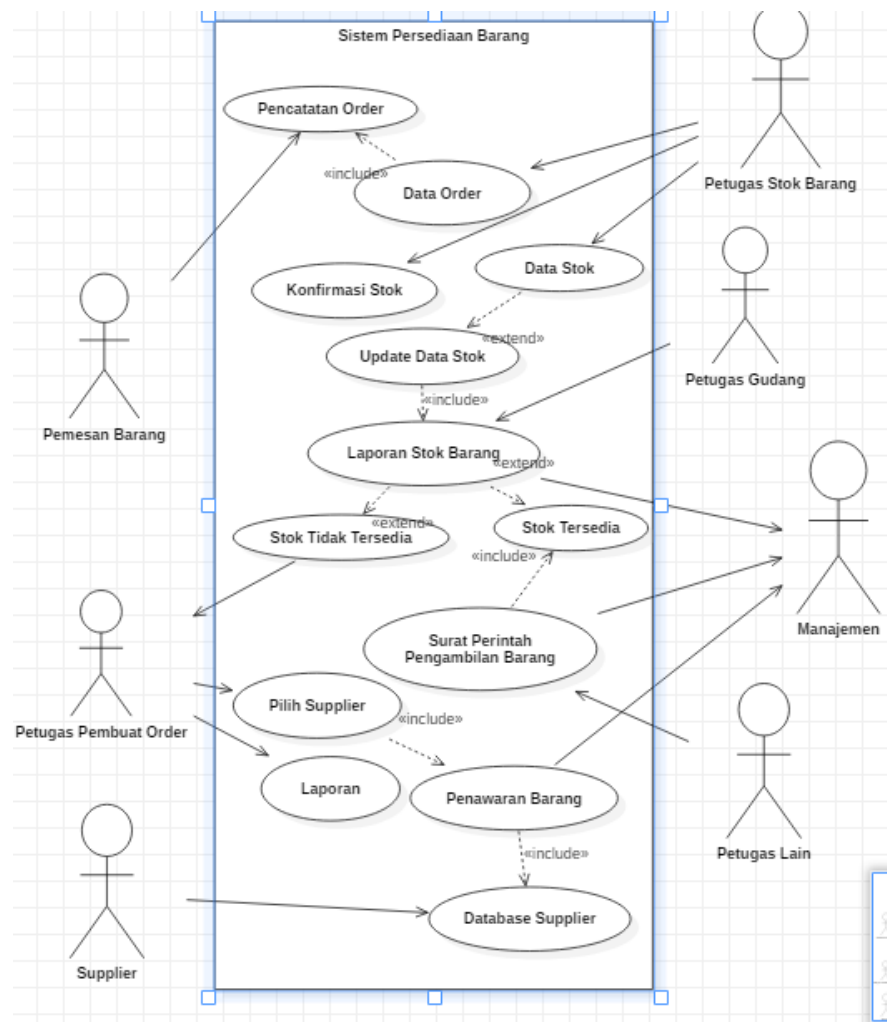 Sistem Persediaan Barang
Pencatatan Order
«include»
Data Order
Petugas Stok Barang
Data Stok
Konfirmasi Stok
«extend»
Update Data Stok
Petugas Gudang
«include»
Pemesan Barang
Laporan Stok Barang
«extend»
«extend»
Stok Tidak Tersedia
Stok Tersedia
«include»
Manajemen
Surat Perintah
Pengambilan Barang
Pilih Supplier
«include»
Petugas Pembuat Order
Laporan
Penawaran Barang
«include»
Petugas Lain
Database Supplier
Supplier